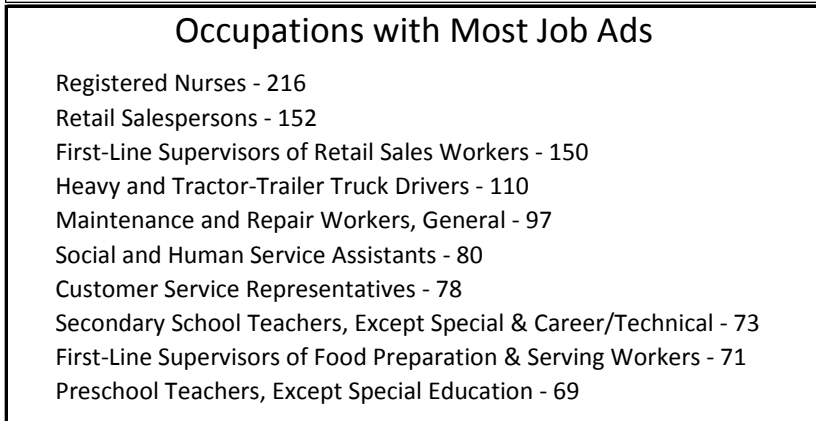 Occupations with Most Job Ads
Registered Nurses - 216
Retail Salespersons - 152
First-Line Supervisors of Retail Sales Workers - 150
Heavy and Tractor-Trailer Truck Drivers - 110
Maintenance and Repair Workers, General - 97
Social and Human Service Assistants - 80
Customer Service Representatives - 78
Secondary School Teachers, Except Special & Career/Technical - 73
First-Line Supervisors of Food Preparation & Serving Workers - 71
Preschool Teachers, Except Special Education - 69